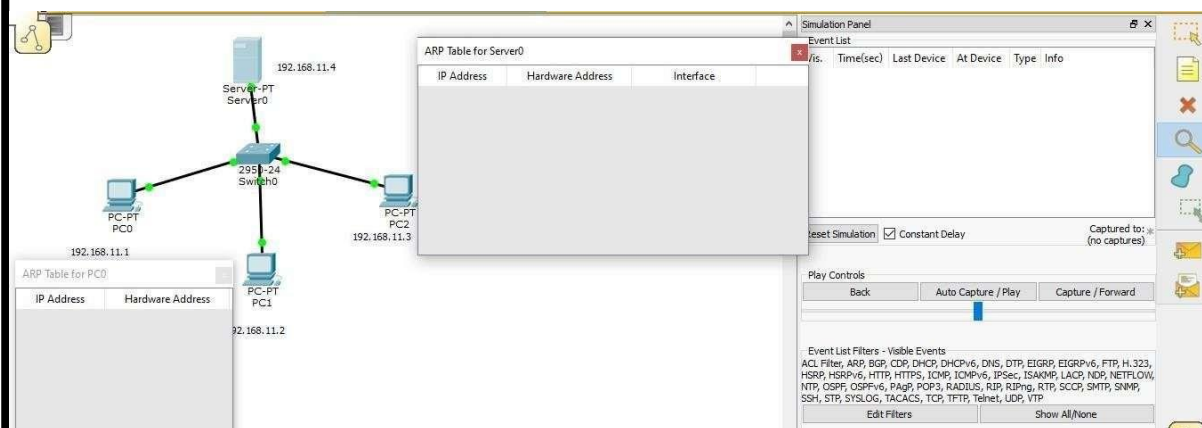 192.168.11.4
Server-PT
Server0
2950-24
Switch0
PC-PT
PC0
192.168.11.1
PC-PT
PC1
92.168.11.2
PC-PT
PC2
192.168.11.3
ARP Table for Server0
x
IP Address Hardware Address Interface
ARP Table for PC0
IP Address Hardware Address
Simulation Panel
Event List
Vis. Time(sec) Last Device At Device Type Info
Reset Simulation Constant Delay
Captured to:
(no captures)
*
Play Controls
Back Auto Capture / Play Capture / Forward
Event List Filters - Visible Events
ACL Filter, ARP, BGP, CDP, DHCP, DHCPv6, DNS, DTP, EIGRP, EIGRPv6, FTP, H.323,
HSRP, HSRPv6, HTTP, HTTPS, ICMP, ICMPv6, IPSec, ISAKMP, LACP, NDP, NETFLOW,
NTP, OSPF, OSPFv6, PAgP, POP3, RADIUS, RIP, RIPng, RTP, SCCP, SMTP, SNMP,
SSH, STP, SYSLOG, TACACS, TCP, TFTP, Telnet, UDP, VTP
Edit Filters Show All/None